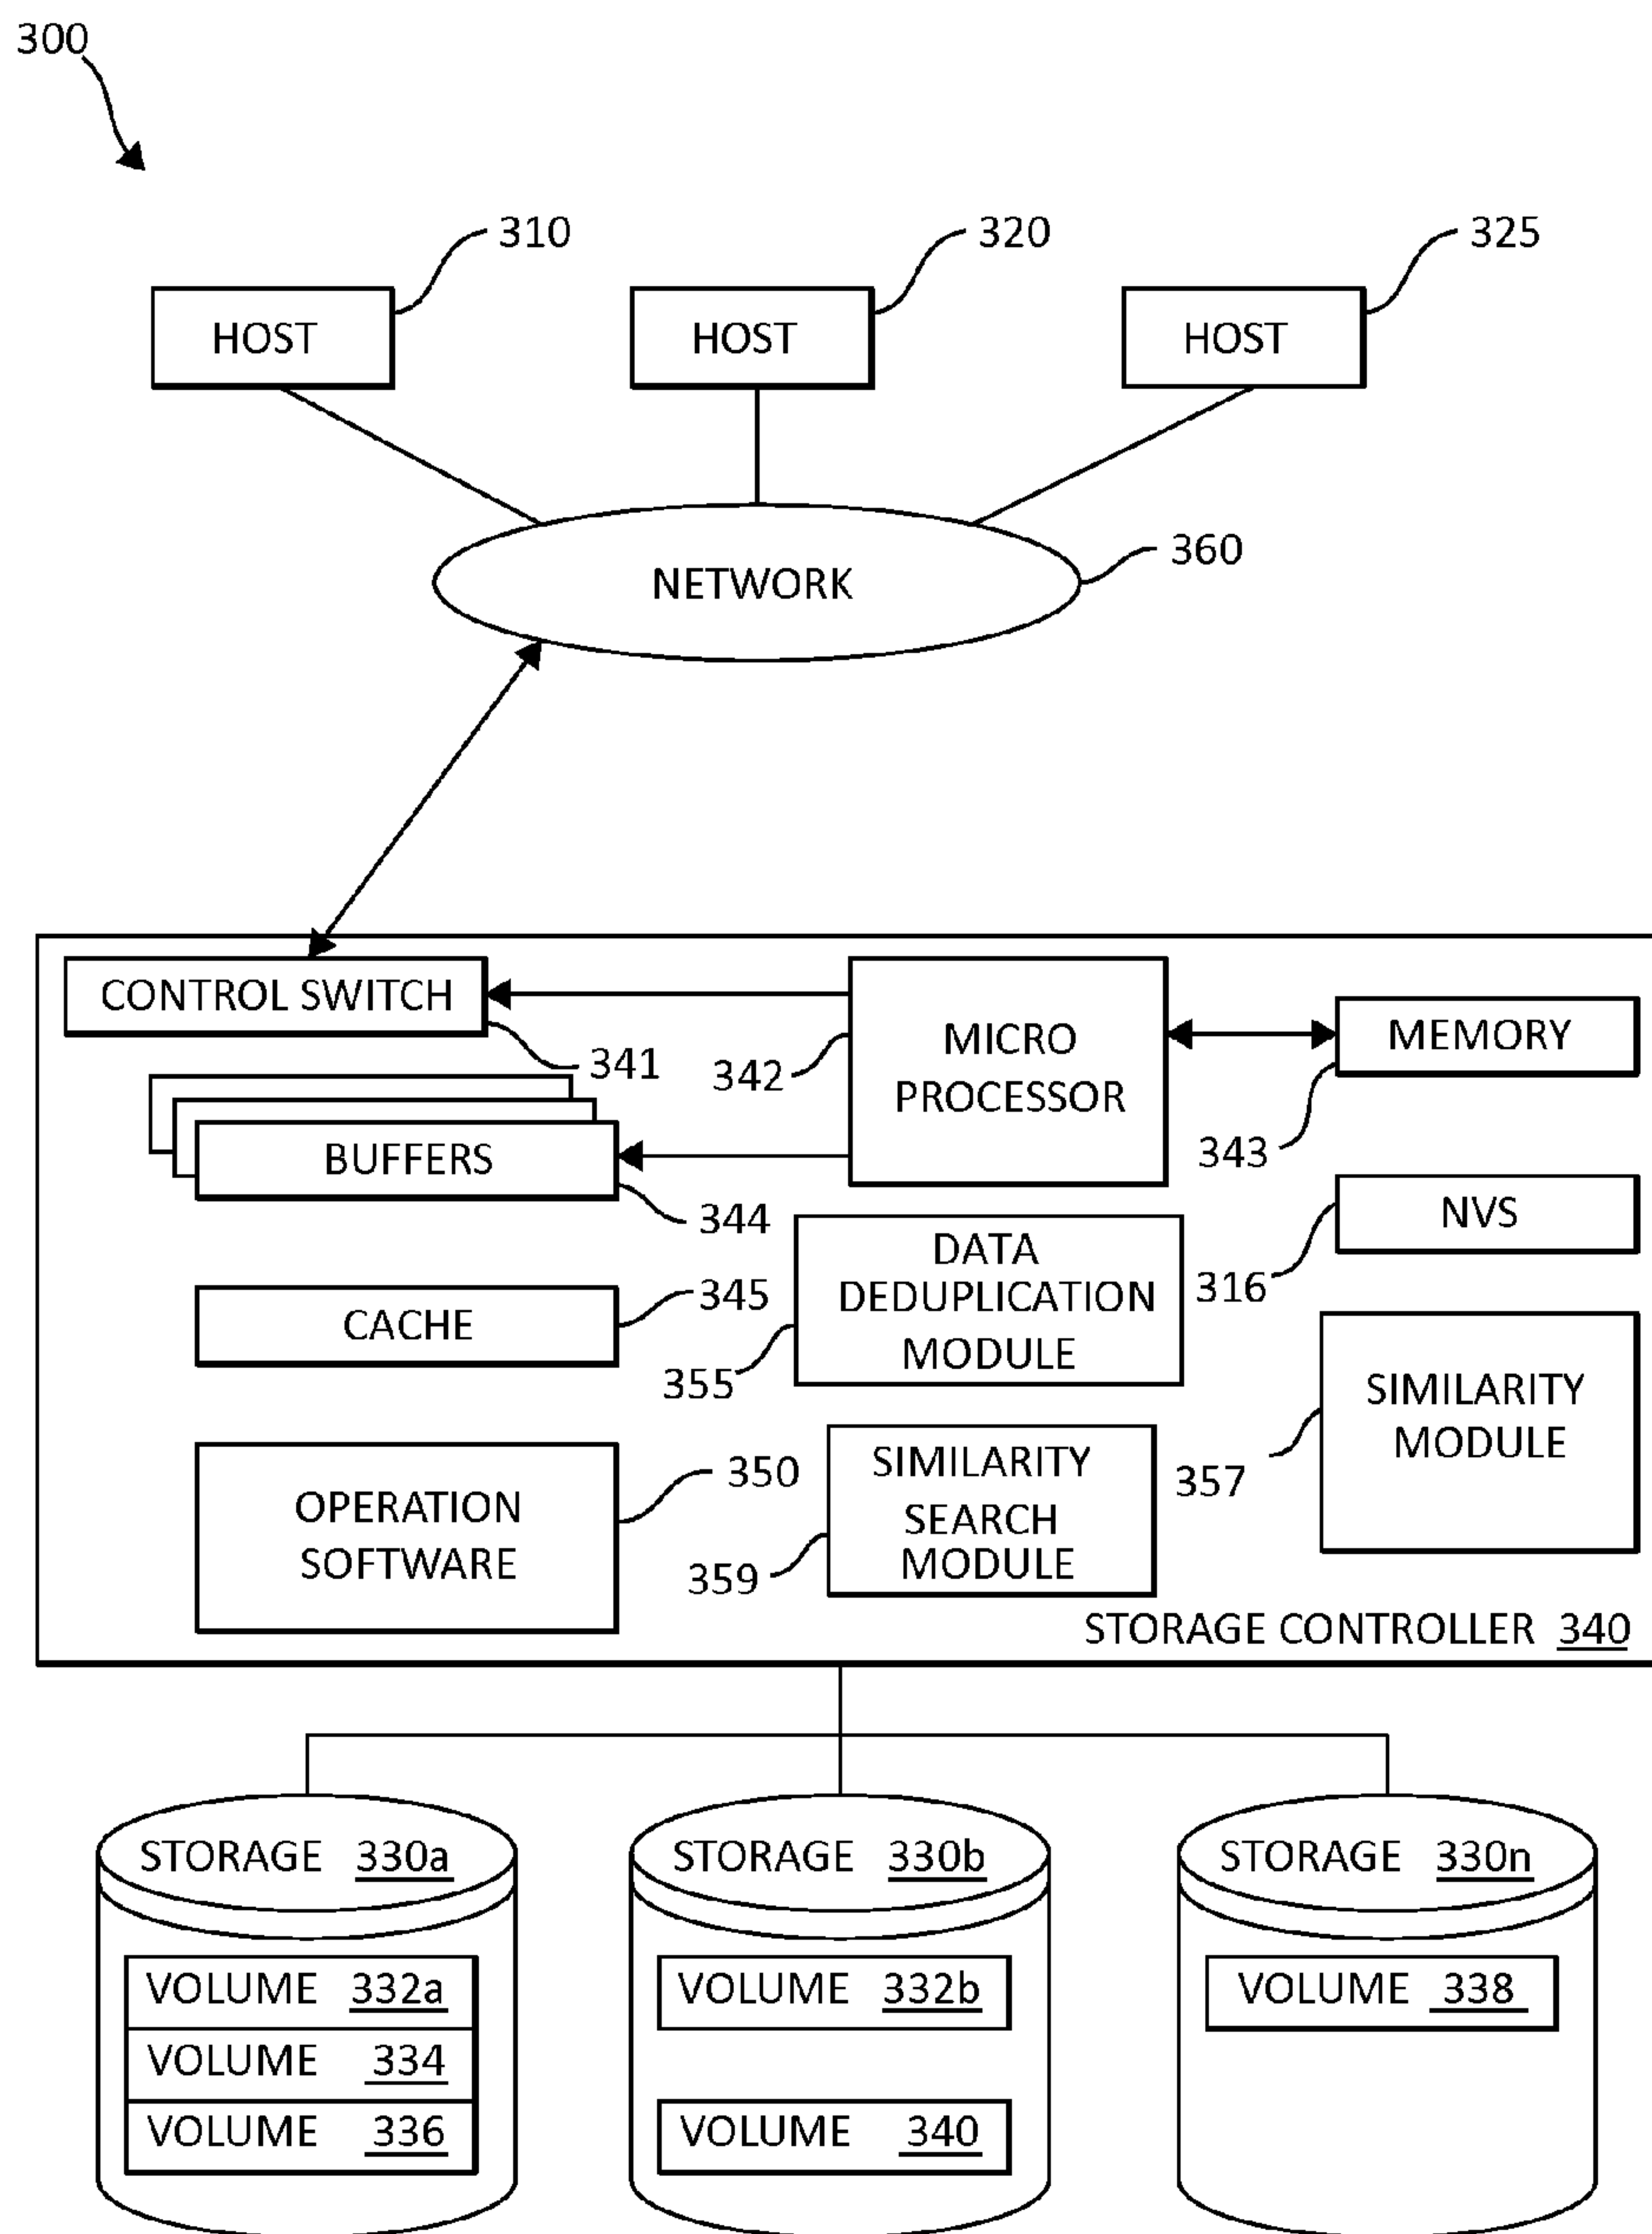 300
310
320
325
HOST
HOST
HOST
360
NETWORK
CONTROL SWITCH
341
342
MICRO
PROCESSOR
MEMORY
343
BUFFERS
344
NVS
316
DATA
DEDUPLICATION
MODULE
355
CACHE
345
SIMILARITY
MODULE
357
OPERATION
SOFTWARE
350
SIMILARITY
SEARCH
MODULE
359
STORAGE CONTROLLER 340
STORAGE 330a
VOLUME 332a
VOLUME 334
VOLUME 336
STORAGE 330b
VOLUME 332b
VOLUME 340
STORAGE 330n
VOLUME 338